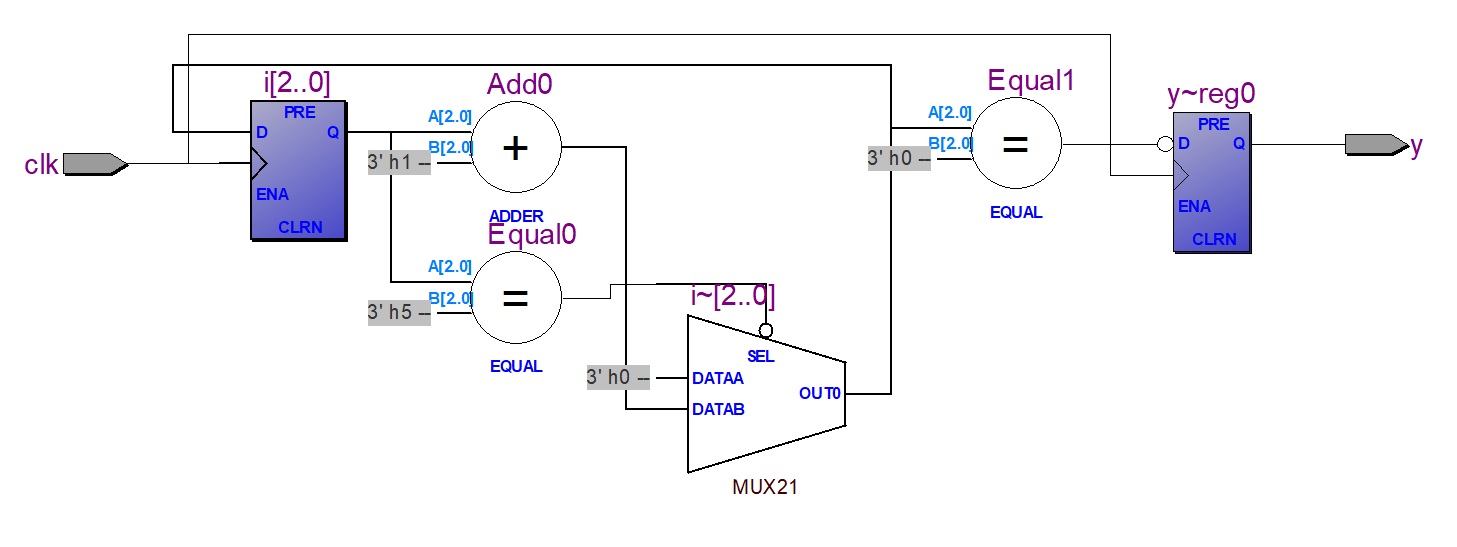 clk
i[2..0]
PRE
D
Q
ENA
CLRN
Add0
A[2.0]
B[2.0]
3' h1
+
ADDER
Equal0
A[2.0]
B[2.0]
3' h5
=
EQUAL
i~[2..0]
SEL
3' h0
DATAA
DATAB
OUT0
MUX21
Equal1
A[2.0]
B[2.0]
3' h0
=
EQUAL
y~reg0
PRE
D
Q
ENA
CLRN
y